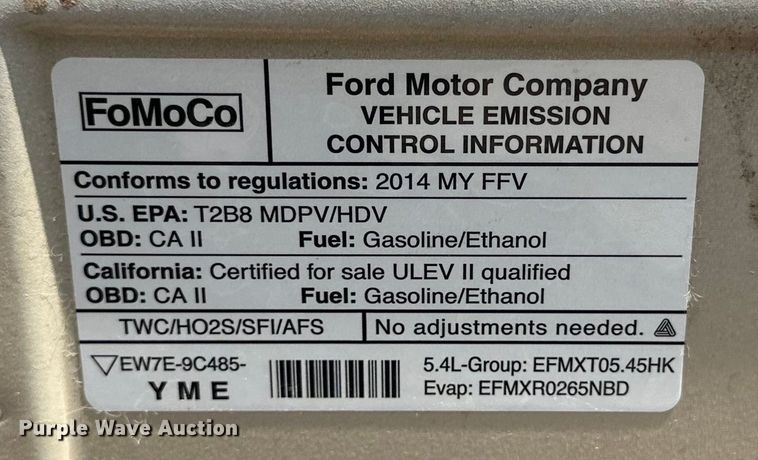 FoMoCo
Ford Motor Company
VEHICLE EMISSION
CONTROL INFORMATION
Conforms to regulations: 2014 MY FFV
U.S. EPA: T2B8 MDPV/HDV
OBD: CA II Fuel: Gasoline/Ethanol
California: Certified for sale ULEV II qualified
OBD: CA II Fuel: Gasoline/Ethanol
TWC/HO2S/SFI/AFS No adjustments needed.
EW7E-9C485-
YME
5.4L-Group: EFMXT05.45HK
Evap: EFMXR0265NBD
Purple Wave Auction